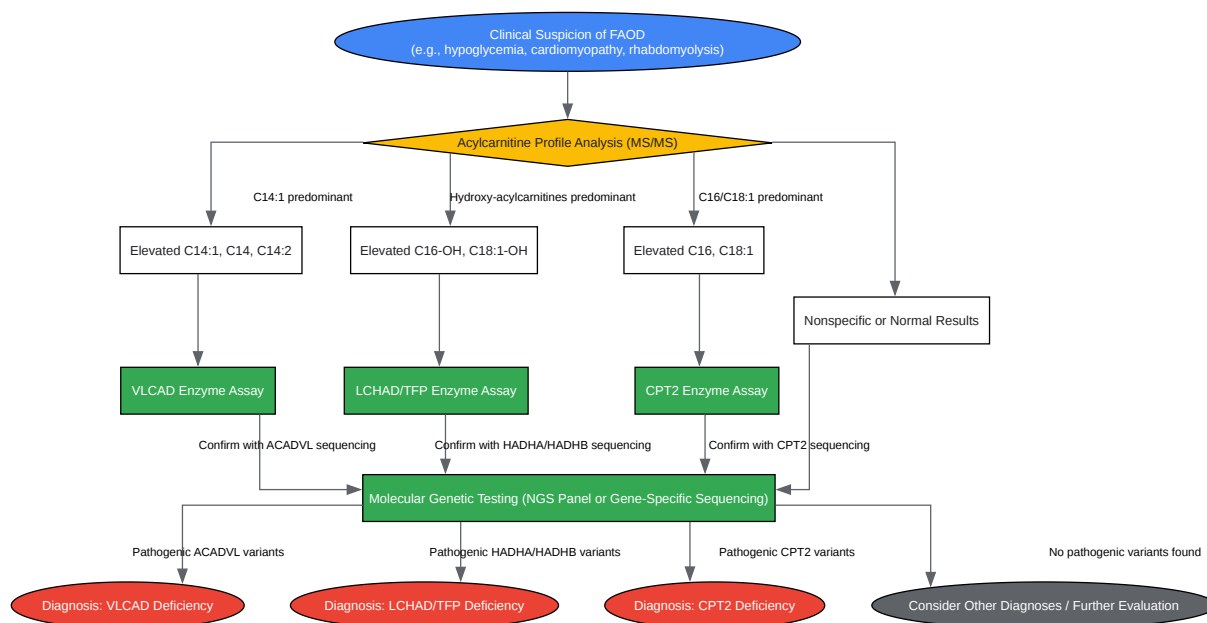 Clinical Suspicion of FAOD
(e.g., hypoglycemia, cardiomyopathy, rhabdomyolysis)
Acylcarnitine Profile Analysis (MS/MS)
C14:1 predominant
Hydroxy-acylcarnitines predominant
C16/C18:1 predominant
Elevated C14:1, C14, C14:2
Elevated C16-OH, C18:1-OH
Elevated C16, C18:1
Nonspecific or Normal Results
VLCAD Enzyme Assay
LCHAD/TFP Enzyme Assay
CPT2 Enzyme Assay
Confirm with ACADVL sequencing
Confirm with HADHA/HADHB sequencing
Confirm with CPT2 sequencing
Molecular Genetic Testing (NGS Panel or Gene-Specific Sequencing)
Pathogenic ACADVL variants
Pathogenic HADHA/HADHB variants
Pathogenic CPT2 variants
No pathogenic variants found
Diagnosis: VLCAD Deficiency
Diagnosis: LCHAD/TFP Deficiency
Diagnosis: CPT2 Deficiency
Consider Other Diagnoses / Further Evaluation